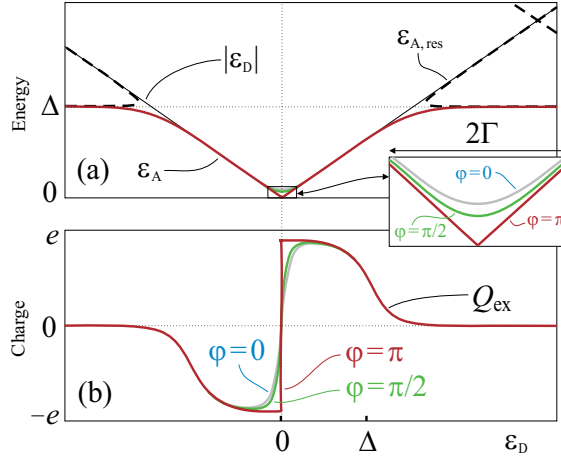 Energy
Δ
0
|ε_D|
ε_A, res
ε_A
(a)
2Γ
φ=0
φ=π/2
φ=π
Charge
e
0
−e
Q_ex
φ=0
φ=π
φ=π/2
(b)
0
Δ
ε_D